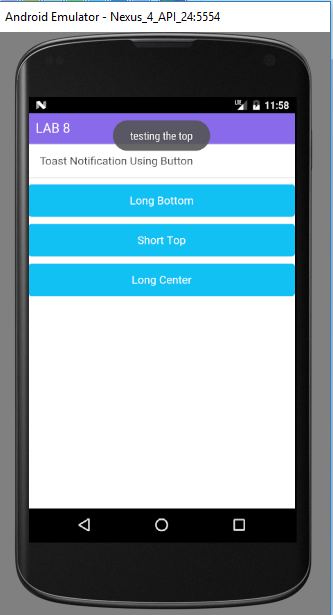 Android Emulator - Nexus_4_API_24:5554
LTE 11:58
LAB 8
testing the top
Toast Notification Using Button
Long Bottom
Short Top
Long Center